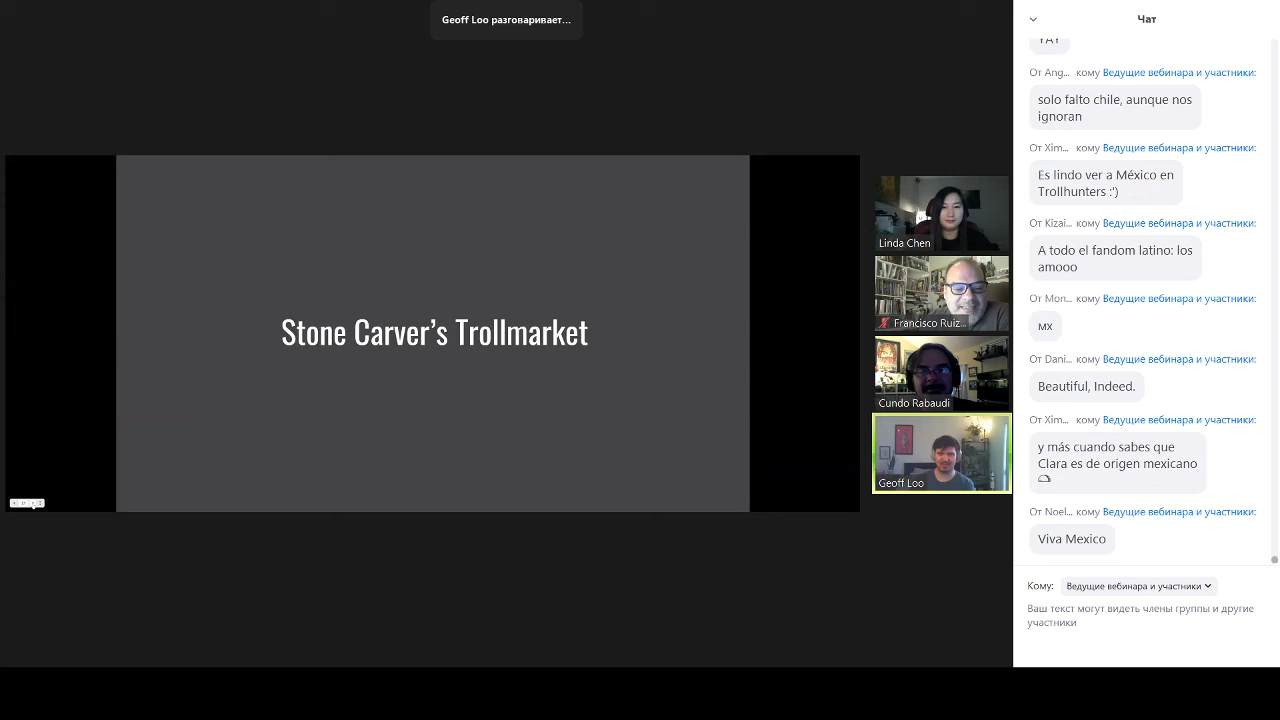 Geoff Loo разговаривает...
Stone Carver’s Trollmarket
Linda Chen
Francisco Ruiz...
Cundo Rabaudi
Geoff Loo
Чат
YAY
От Ang... кому Ведущие вебинара и участники:
solo falto chile, aunque nos
ignoran
От Xim... кому Ведущие вебинара и участники:
Es lindo ver a México en
Trollhunters :')
От Kizai... кому Ведущие вебинара и участники:
A todo el fandom latino: los
amooo
От Mon... кому Ведущие вебинара и участники:
мх
От Dani... кому Ведущие вебинара и участники:
Beautiful, Indeed.
От Xim... кому Ведущие вебинара и участники:
y más cuando sabes que
Clara es de origen mexicano
От Noel... кому Ведущие вебинара и участники:
Viva Mexico
Кому: Ведущие вебинара и участники
Ваш текст могут видеть члены группы и другие
участники